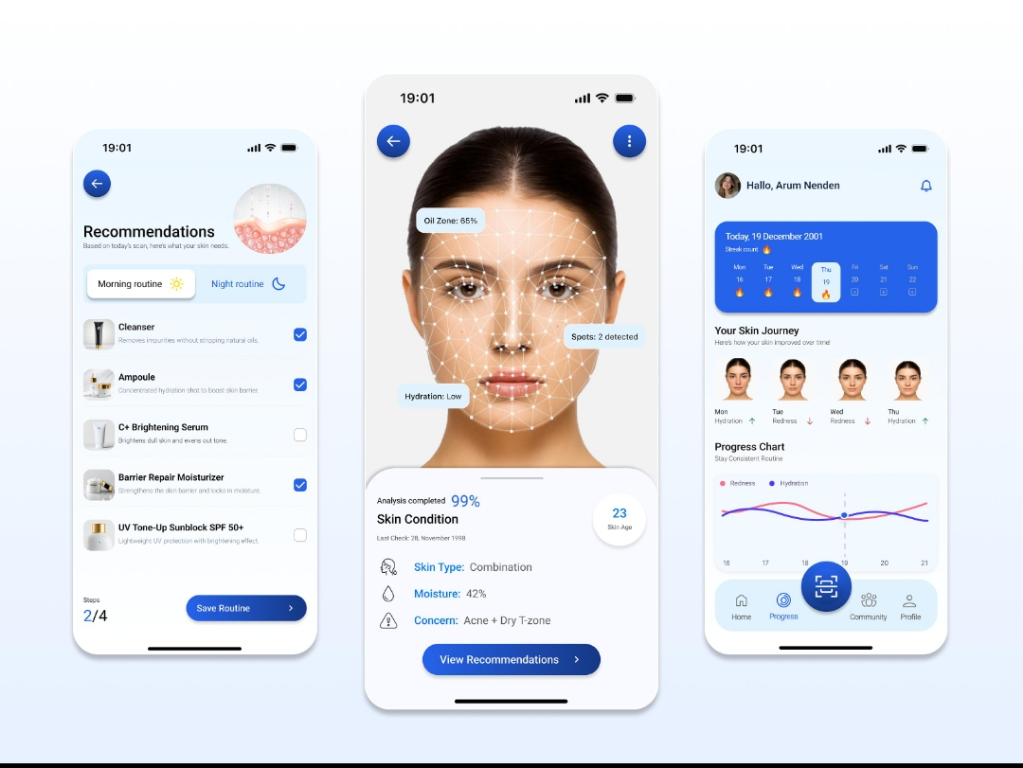 19:01
Recommendations
Based on today's scan, here's what your skin needs.
Morning routine
Night routine
Cleanser
Removes impurities without stripping natural oils.
Ampoule
Concentrated hydration shot to boost skin barrier.
C+ Brightening Serum
Brightens dull skin and evens out tone.
Barrier Repair Moisturizer
Strengthens the skin barrier and locks in moisture.
UV Tone-Up Sunblock SPF 50+
Lightweight UV protection with brightening effect.
Steps
2/4
Save Routine
19:01
Oil Zone: 65%
Spots: 2 detected
Hydration: Low
Analysis completed 99%
Skin Condition
Last Check: 28, November 1998
23
Skin Age
Skin Type: Combination
Moisture: 42%
Concern: Acne + Dry T-zone
View Recommendations
19:01
Hallo, Arum Nenden
Today, 19 December 2001
Streak count
Mon Tue Wed Thu Fri Sat Sun
16 17 18 19 20 21 22
Your Skin Journey
Here's how your skin improved over time!
Mon Tue Wed Thu
Hydration Redness Redness Hydration
Progress Chart
Stay Consistent Routine
Redness Hydration
16 17 18 19 20 21
Home Progress Community Profile